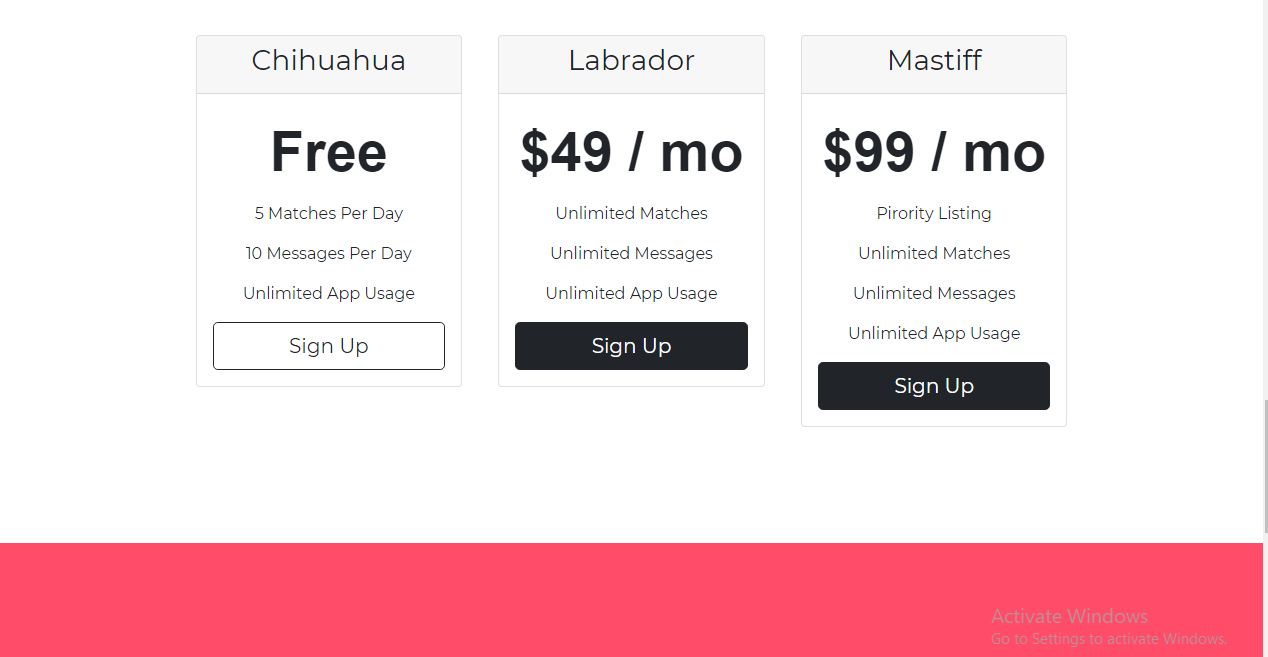 Chihuahua
Free
5 Matches Per Day
10 Messages Per Day
Unlimited App Usage
Sign Up
Labrador
$49 / mo
Unlimited Matches
Unlimited Messages
Unlimited App Usage
Sign Up
Mastiff
$99 / mo
Pirority Listing
Unlimited Matches
Unlimited Messages
Unlimited App Usage
Sign Up
Activate Windows
Go to Settings to activate Windows.